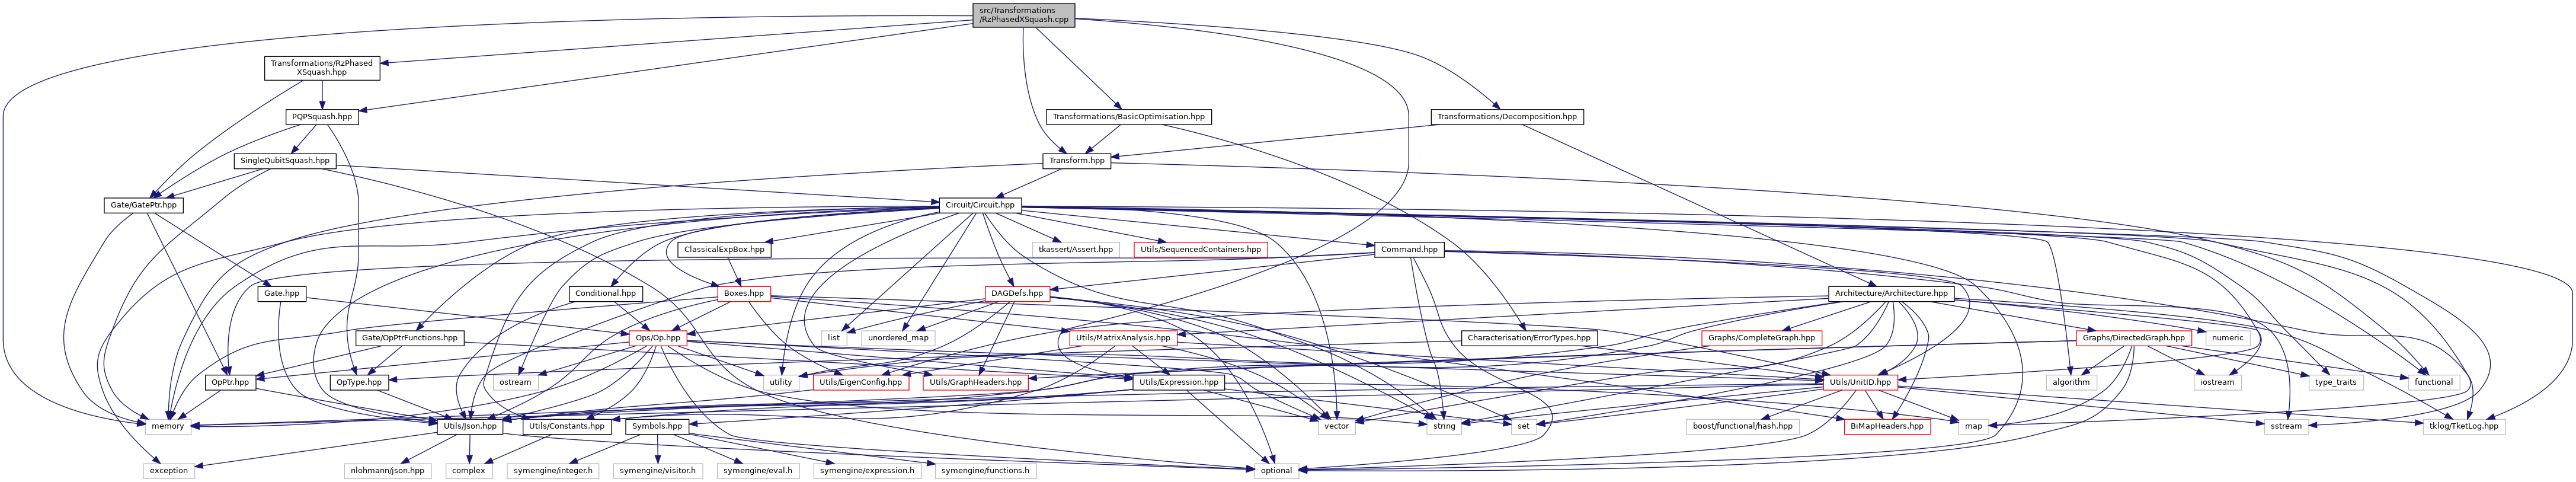 src/Transformations
/RzPhasedXSquash.cpp
Transformations/RzPhased
XSquash.hpp
PQPSquash.hpp
Transformations/BasicOptimisation.hpp
Transformations/Decomposition.hpp
SingleQubitSquash.hpp
Transform.hpp
Gate/GatePtr.hpp
Circuit/Circuit.hpp
ClassicalExpBox.hpp
tkassert/Assert.hpp
Utils/SequencedContainers.hpp
Command.hpp
Gate.hpp
Conditional.hpp
Boxes.hpp
DAGDefs.hpp
Architecture/Architecture.hpp
Gate/OpPtrFunctions.hpp
Ops/Op.hpp
list
unordered_map
Utils/MatrixAnalysis.hpp
Characterisation/ErrorTypes.hpp
Graphs/CompleteGraph.hpp
Graphs/DirectedGraph.hpp
numeric
OpPtr.hpp
OpType.hpp
ostream
utility
Utils/EigenConfig.hpp
Utils/GraphHeaders.hpp
Utils/Expression.hpp
Utils/UnitID.hpp
algorithm
iostream
type_traits
functional
memory
Utils/Json.hpp
Utils/Constants.hpp
Symbols.hpp
vector
string
set
boost/functional/hash.hpp
BiMapHeaders.hpp
map
sstream
tklog/TketLog.hpp
exception
nlohmann/json.hpp
complex
symengine/integer.h
symengine/visitor.h
symengine/eval.h
symengine/expression.h
symengine/functions.h
optional